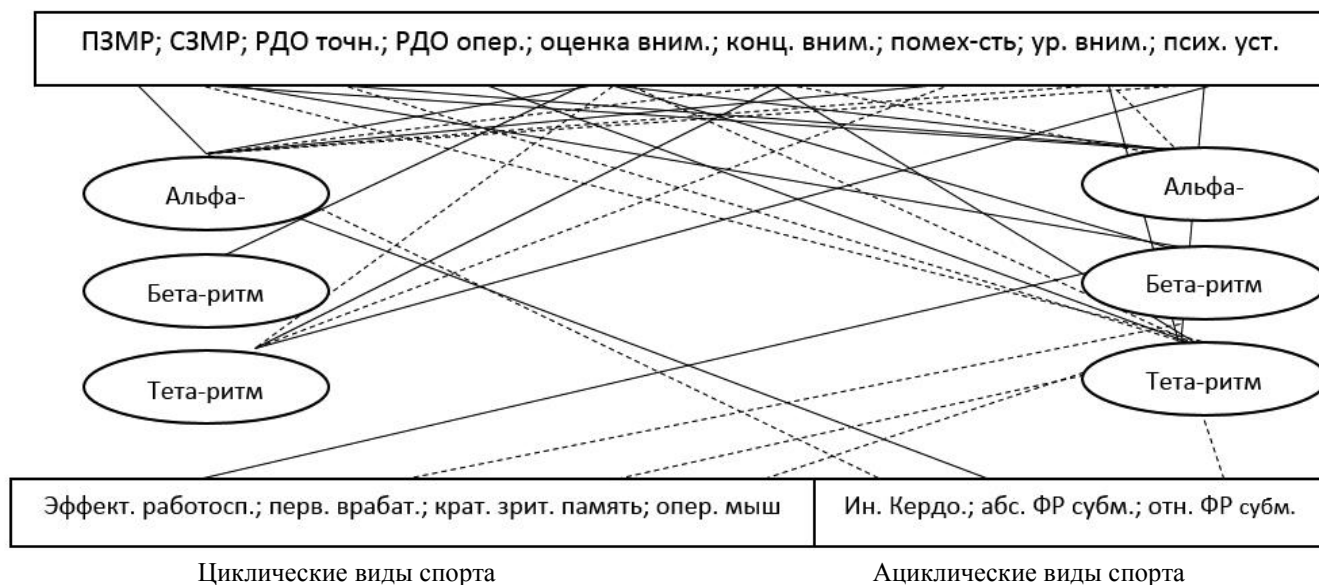 ПЗМР; СЗМР; РДО точн.; РДО опер.; оценка вним.; конц. вним.; помех-сть; ур. вним.; псих. уст.
Альфа-
Альфа-
Бета-ритм
Бета-ритм
Тета-ритм
Тета-ритм
Эффект. работосп.; перв. врабат.; крат. зрит. память; опер. мыш
Ин. Кердо.; абс. ФР субм.; отн. ФР субм.
Циклические виды спорта
Ациклические виды спорта